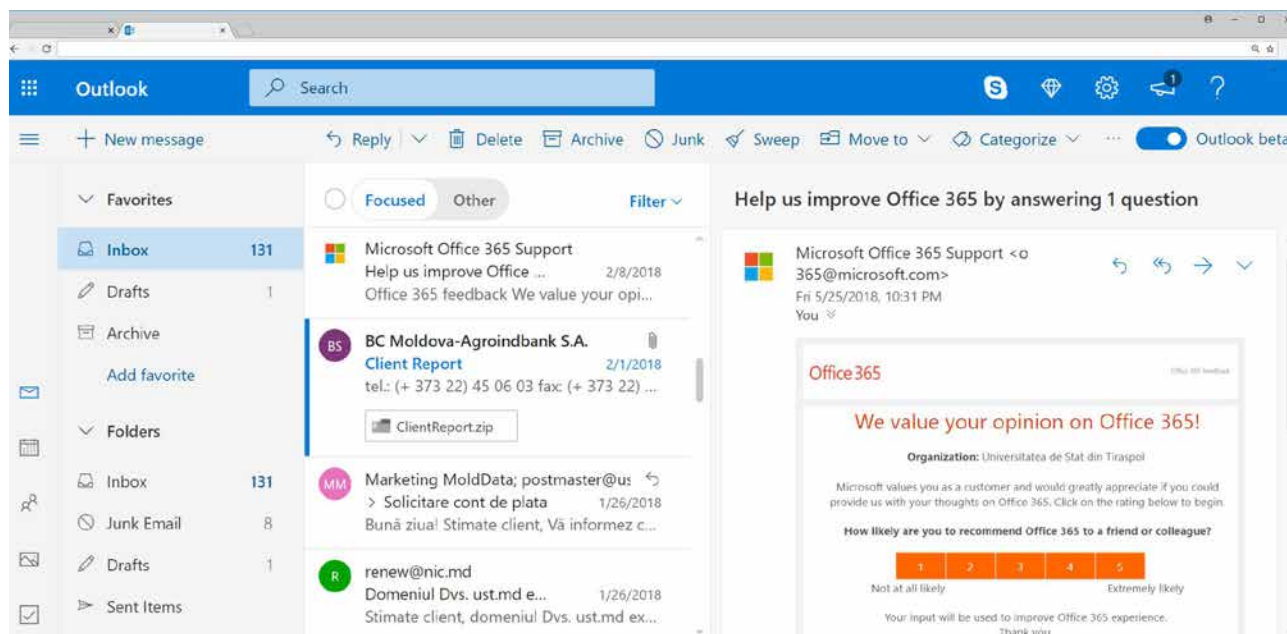 Outlook
Search
S
1
?
New message
Reply
Delete
Archive
Junk
Sweep
Move to
Categorize
...
Outlook beta
Favorites
Inbox 131
Drafts 1
Archive
Add favorite
Folders
Inbox 131
Junk Email 8
Drafts 1
Sent Items
Focused
Other
Filter
Microsoft Office 365 Support
Help us improve Office ... 2/8/2018
Office 365 feedback We value your opi...
BS
BC Moldova-Agroindbank S.A.
Client Report 2/1/2018
tel.: (+ 373 22) 45 06 03 fax: (+ 373 22) ...
ClientReport.zip
MM
Marketing MoldData; postmaster@us
> Solicitare cont de plata 1/26/2018
Bună ziua! Stimate client, Vă informez c...
R
renew@nic.md
Domeniul Dvs. ust.md e... 1/26/2018
Stimate client, domeniul Dvs. ust.md ex...
Help us improve Office 365 by answering 1 question
Microsoft Office 365 Support <o
365@microsoft.com>
Fri 5/25/2018, 10:31 PM
You
Office 365
Office 365 feedback
We value your opinion on Office 365!
Organization: Universitatea de Stat din Tiraspol
Microsoft values you as a customer and would greatly appreciate if you could
provide us with your thoughts on Office 365. Click on the rating below to begin.
How likely are you to recommend Office 365 to a friend or colleague?
1 2 3 4 5
Not at all likely Extremely likely
Your input will be used to improve Office 365 experience.
Thank you